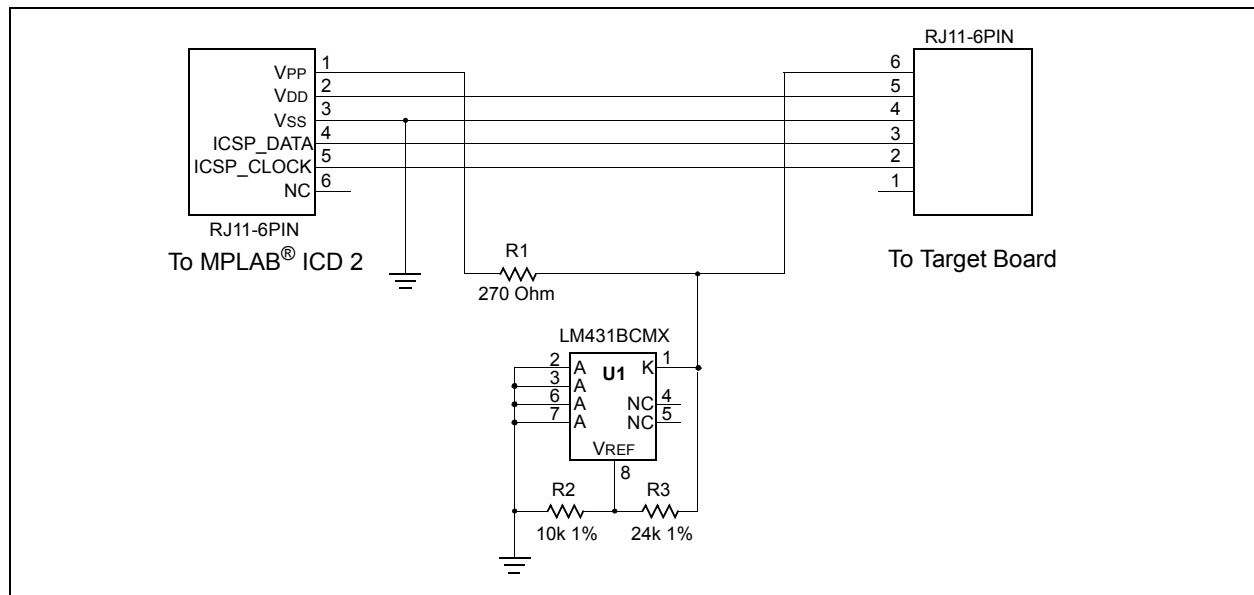 RJ11-6PIN
VPP 1
VDD 2
VSS 3
ICSP_DATA 4
ICSP_CLOCK 5
NC 6
RJ11-6PIN
To MPLAB® ICD 2
6
5
4
3
2
1
To Target Board
R1
270 Ohm
LM431BCMX
2 A
3 A
6 A
7 A
U1
K 1
NC 4
NC 5
VREF
8
R2
10k 1%
R3
24k 1%